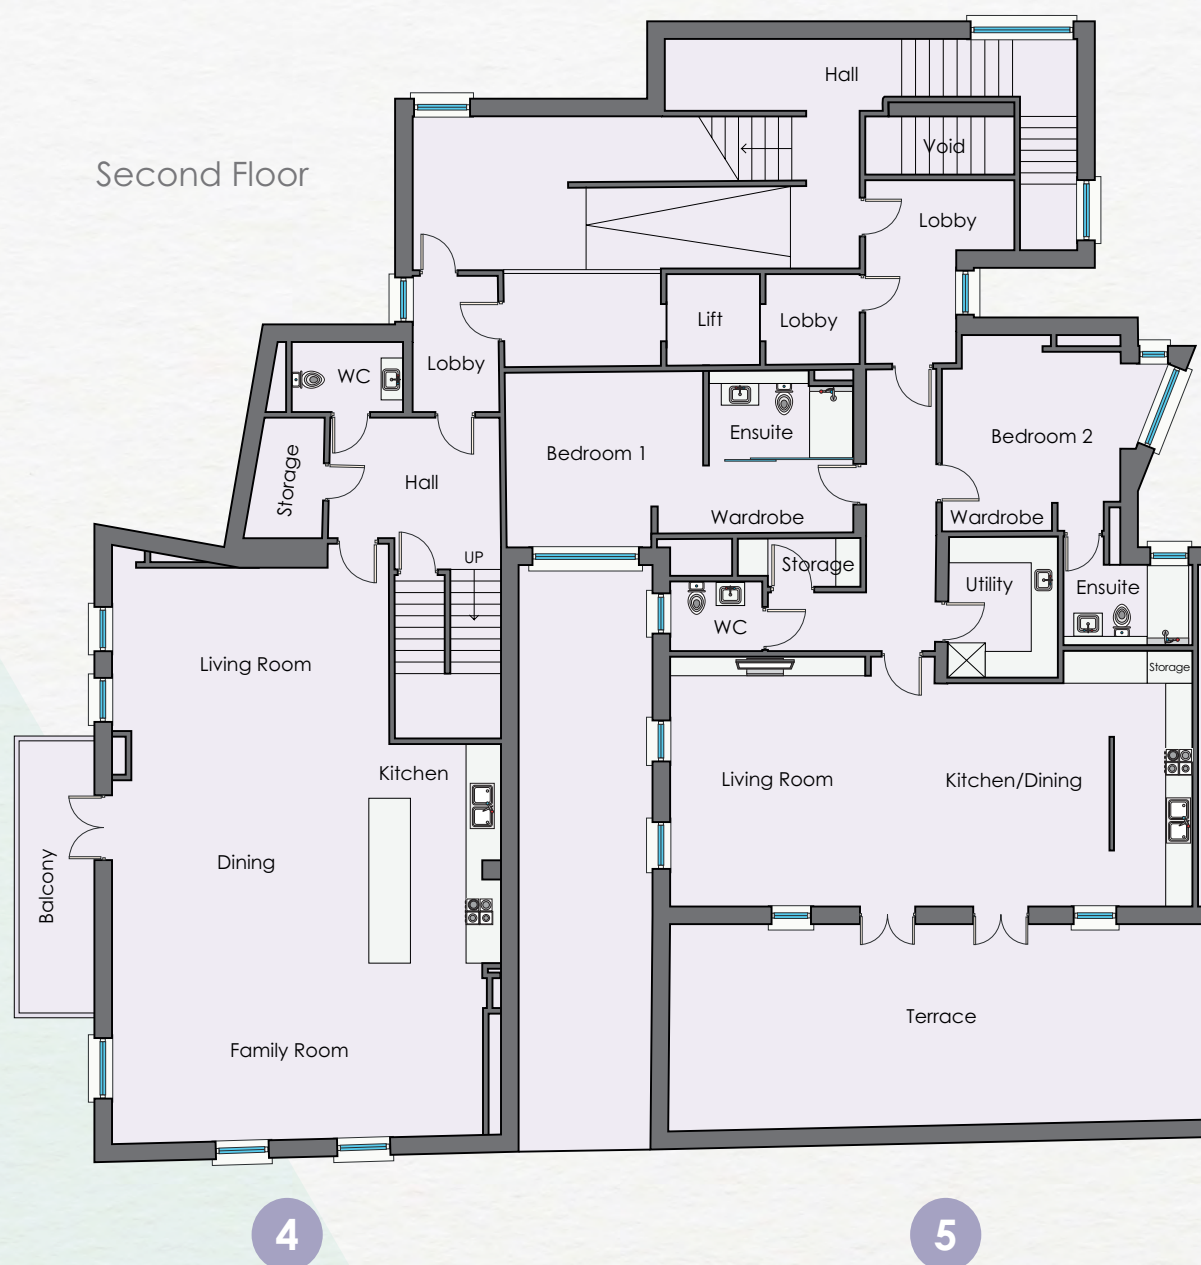 Second Floor
Hall
Void
Lobby
Lift
Lobby
Lobby
WC
Storage
Hall
UP
Bedroom 1
Ensuite
Wardrobe
Bedroom 2
Wardrobe
Storage
WC
Utility
Ensuite
Storage
Living Room
Kitchen
Dining
Balcony
Family Room
Living Room
Kitchen/Dining
Terrace
4
5